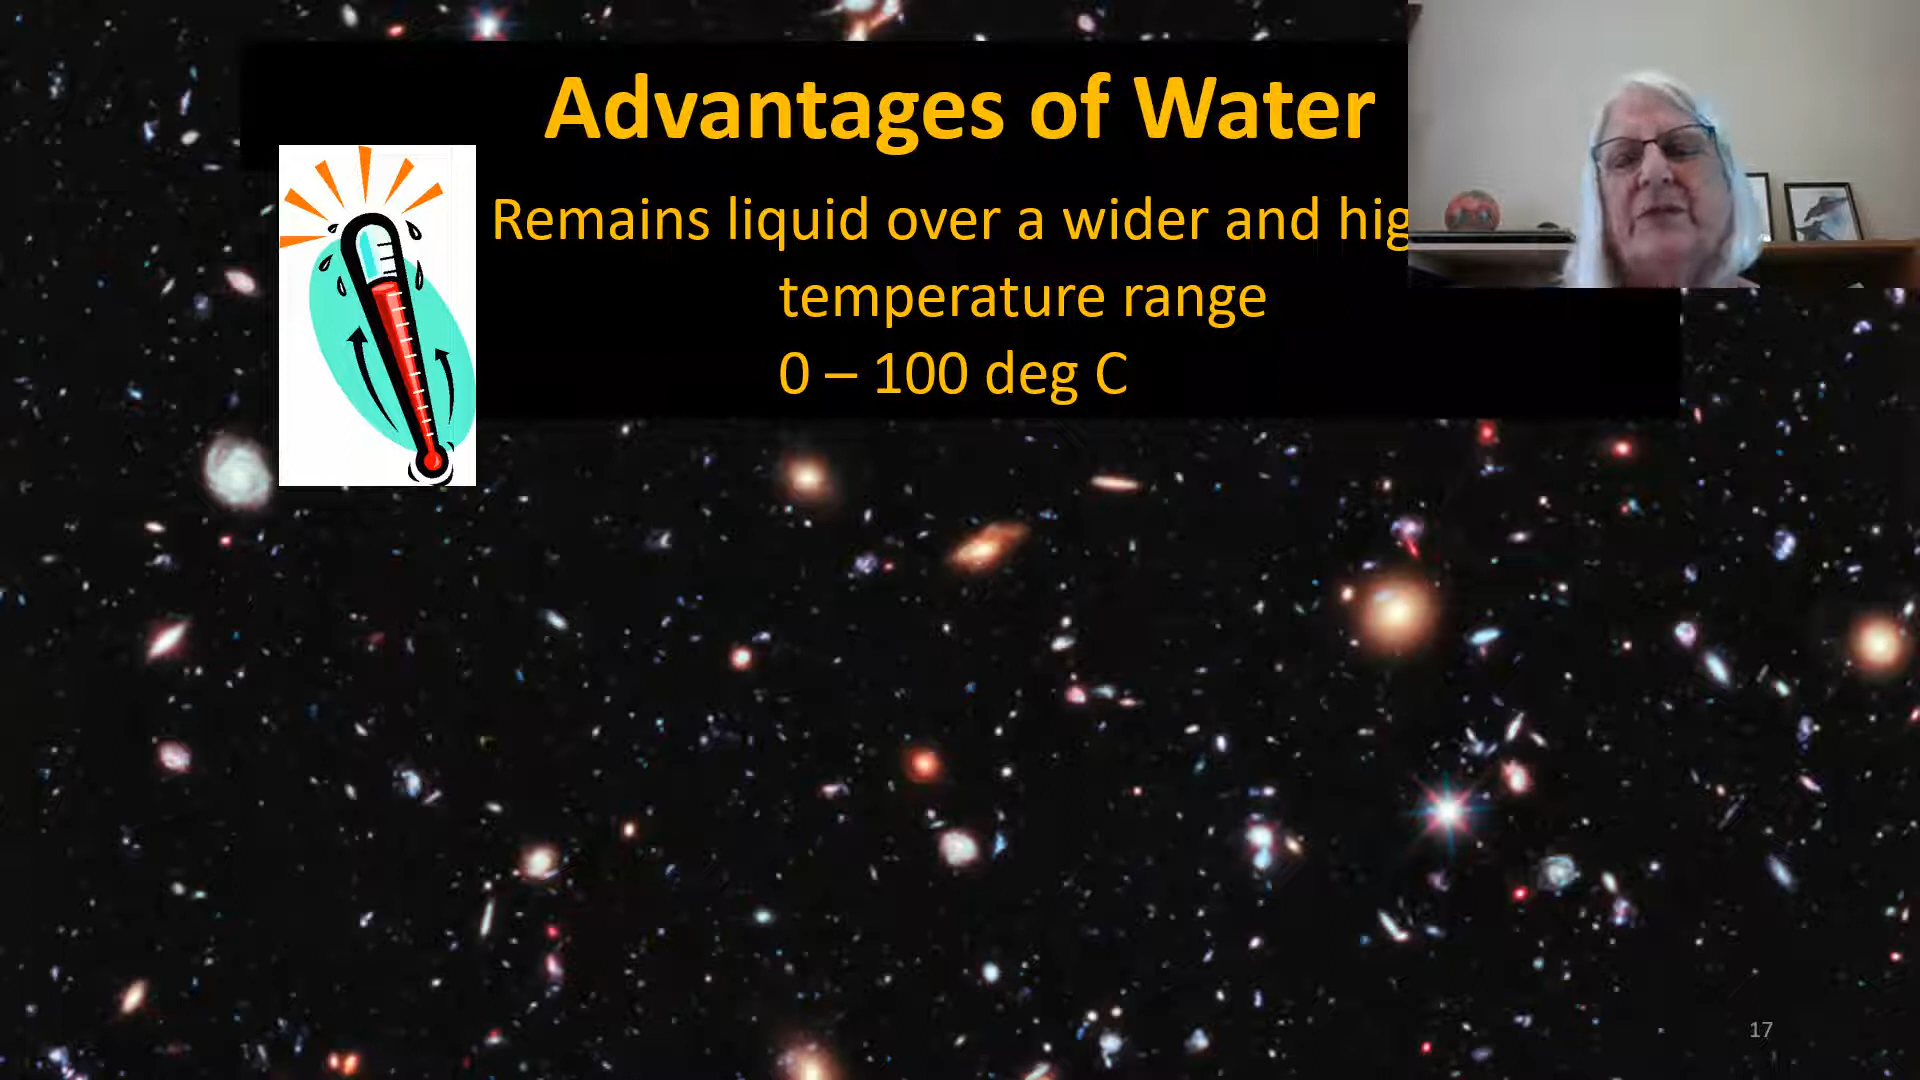 Advantages of Water
Remains liquid over a wider and hig
temperature range
0 – 100 deg C
17